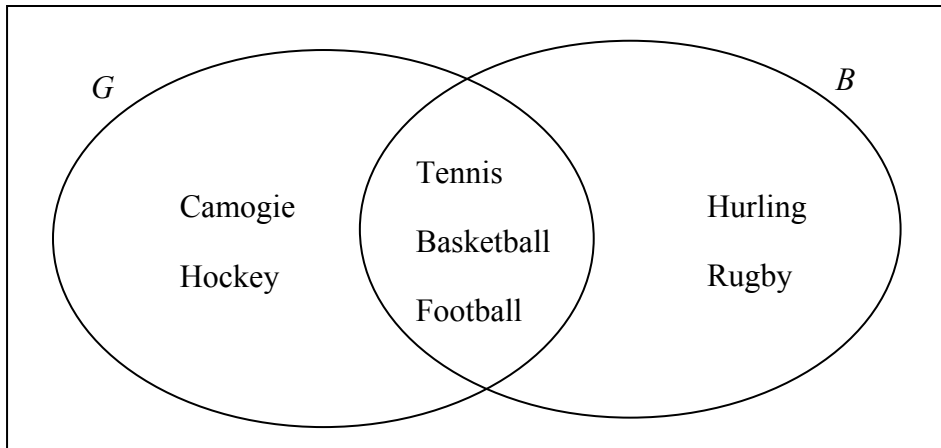 G
B
Camogie
Hockey
Tennis
Basketball
Football
Hurling
Rugby